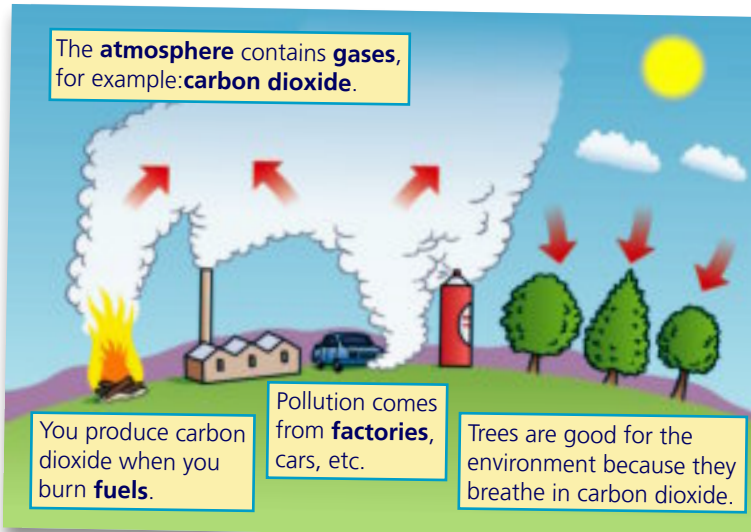 The atmosphere contains gases,
for example:carbon dioxide.
You produce carbon
dioxide when you
burn fuels.
Pollution comes
from factories,
cars, etc.
Trees are good for the
environment because they
breathe in carbon dioxide.